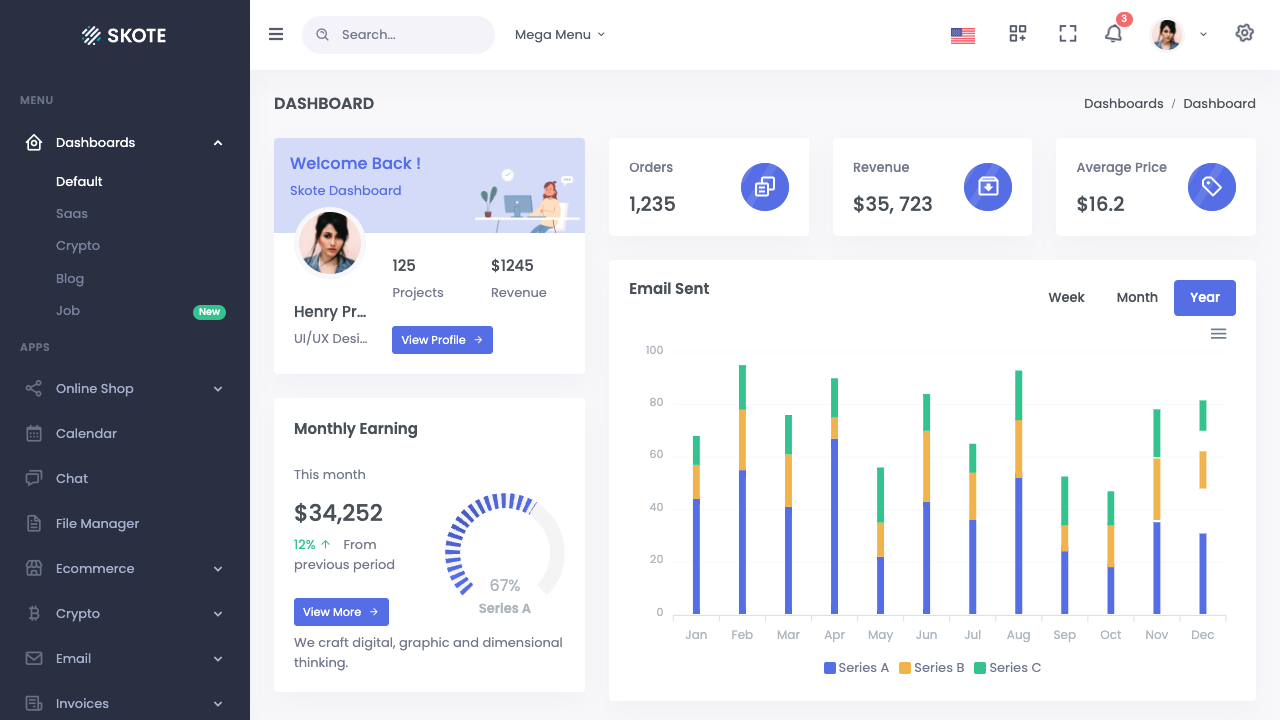 SKOTE
Search...
Mega Menu
3
MENU
Dashboards
Default
Saas
Crypto
Blog
Job
New
APPS
Online Shop
Calendar
Chat
File Manager
Ecommerce
Crypto
Email
Invoices
DASHBOARD
Dashboards / Dashboard
Welcome Back !
Skote Dashboard
125
Projects
$1245
Revenue
Henry Pr...
UI/UX Desi...
View Profile →
Monthly Earning
This month
$34,252
12% ↑ From
previous period
View More →
67%
Series A
We craft digital, graphic and dimensional
thinking.
Orders
1,235
Revenue
$35, 723
Average Price
$16.2
Email Sent
Week Month Year
100
80
60
40
20
0
Jan Feb Mar Apr May Jun Jul Aug Sep Oct Nov Dec
Series A Series B Series C